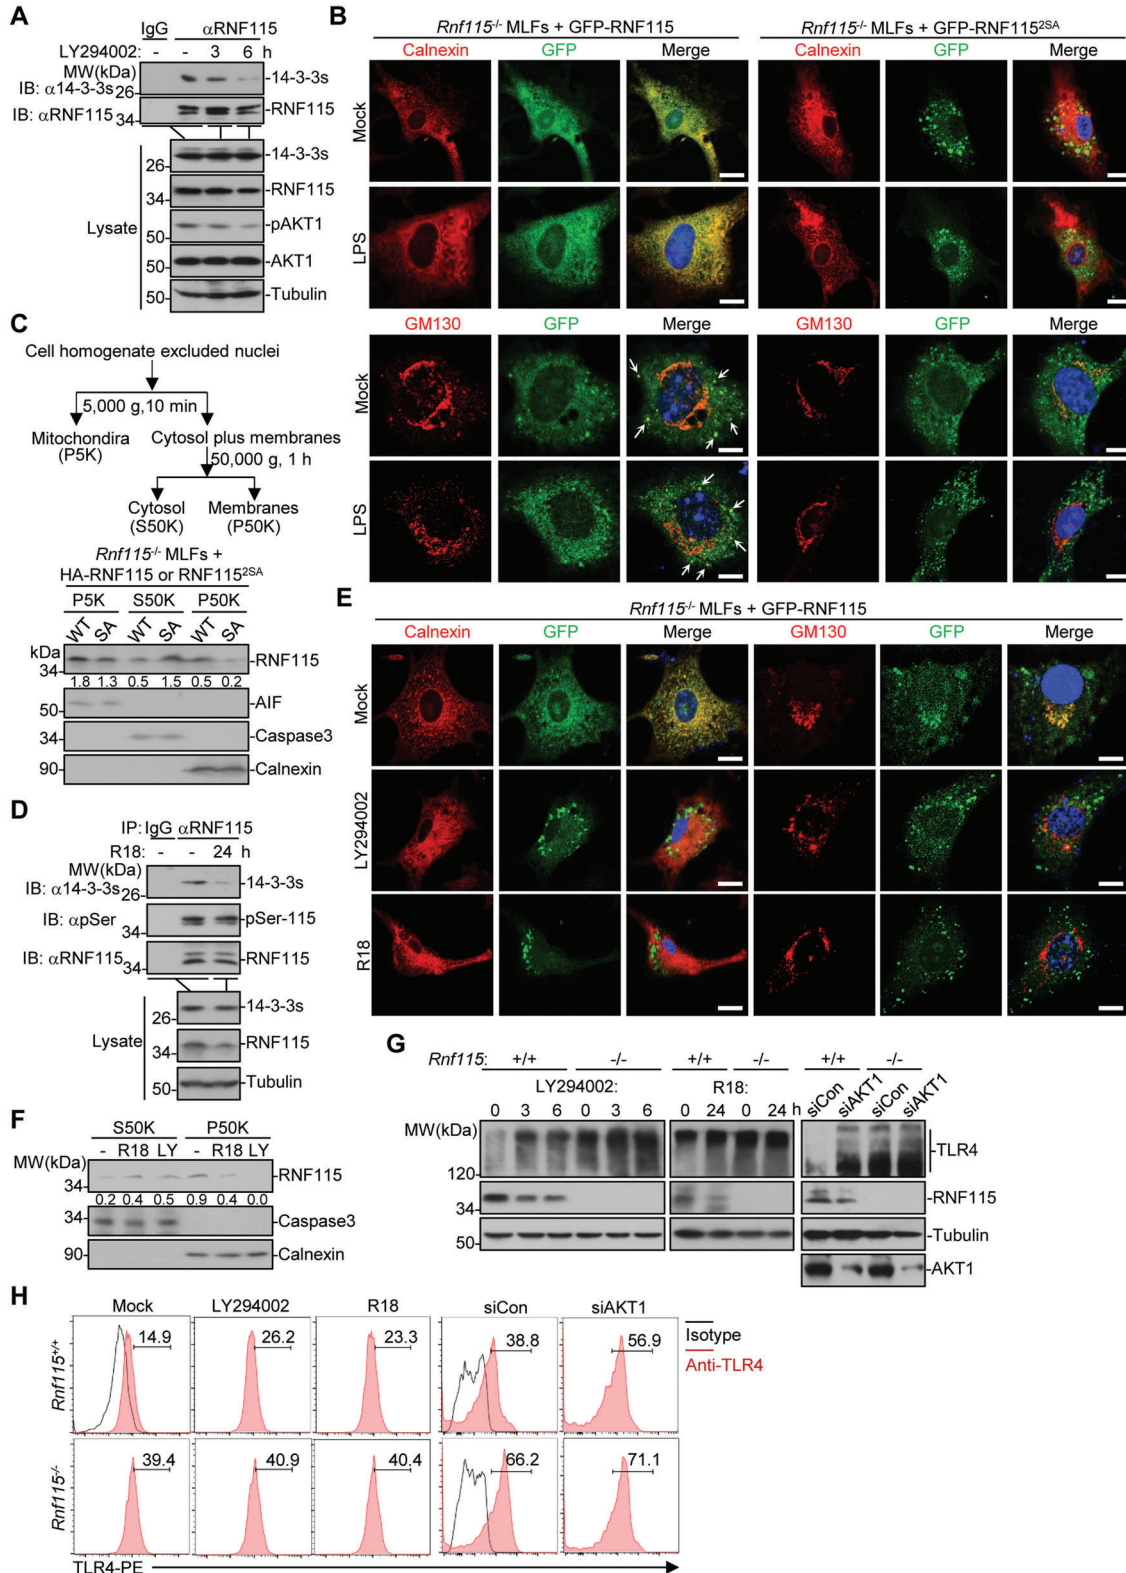 A
IgG αRNF115
LY294002: - - 3 6 h
MW(kDa)
IB: α14-3-3s
26-
-14-3-3s
IB: αRNF115
34-
-RNF115
Lysate
26-
-14-3-3s
34-
-RNF115
50-
-pAKT1
50-
-AKT1
50-
-Tubulin
B
Rnf115-/- MLFs + GFP-RNF115
Rnf115-/- MLFs + GFP-RNF1152SA
Calnexin GFP Merge Calnexin GFP Merge
Mock
LPS
GM130 GFP Merge GM130 GFP Merge
Mock
LPS
C
Cell homogenate excluded nuclei
5,000 g,10 min
Mitochondira
(P5K)
Cytosol plus membranes
50,000 g, 1 h
Cytosol
(S50K)
Membranes
(P50K)
Rnf115-/- MLFs +
HA-RNF115 or RNF1152SA
P5K S50K P50K
WT SA WT SA WT SA
kDa
34-
-RNF115
1.8 1.3 0.5 1.5 0.5 0.2
50-
-AIF
34-
-Caspase3
90-
-Calnexin
D
IP: IgG αRNF115
R18: - - 24 h
MW(kDa)
IB: α14-3-3s
26-
-14-3-3s
IB: αpSer
34-
-pSer-115
IB: αRNF115
34-
-RNF115
Lysate
26-
-14-3-3s
34-
-RNF115
50-
-Tubulin
E
Rnf115-/- MLFs + GFP-RNF115
Calnexin GFP Merge GM130 GFP Merge
Mock
LY294002
R18
F
S50K P50K
- R18 LY - R18 LY
MW(kDa)
34-
-RNF115
0.2 0.4 0.5 0.9 0.4 0.0
34-
-Caspase3
90-
-Calnexin
G
Rnf115: +/+ -/- +/+ -/- +/+ -/-
LY294002: R18:
0 3 6 0 3 6 0 24 0 24 h
siCon siAKT1 siCon siAKT1
MW(kDa)
120-
TLR4
34-
-RNF115
50-
-Tubulin
-AKT1
H
Mock LY294002 R18 siCon siAKT1
Rnf115+/+
14.9 26.2 23.3 38.8 56.9
Isotype
Anti-TLR4
Rnf115-/-
39.4 40.9 40.4 66.2 71.1
TLR4-PE